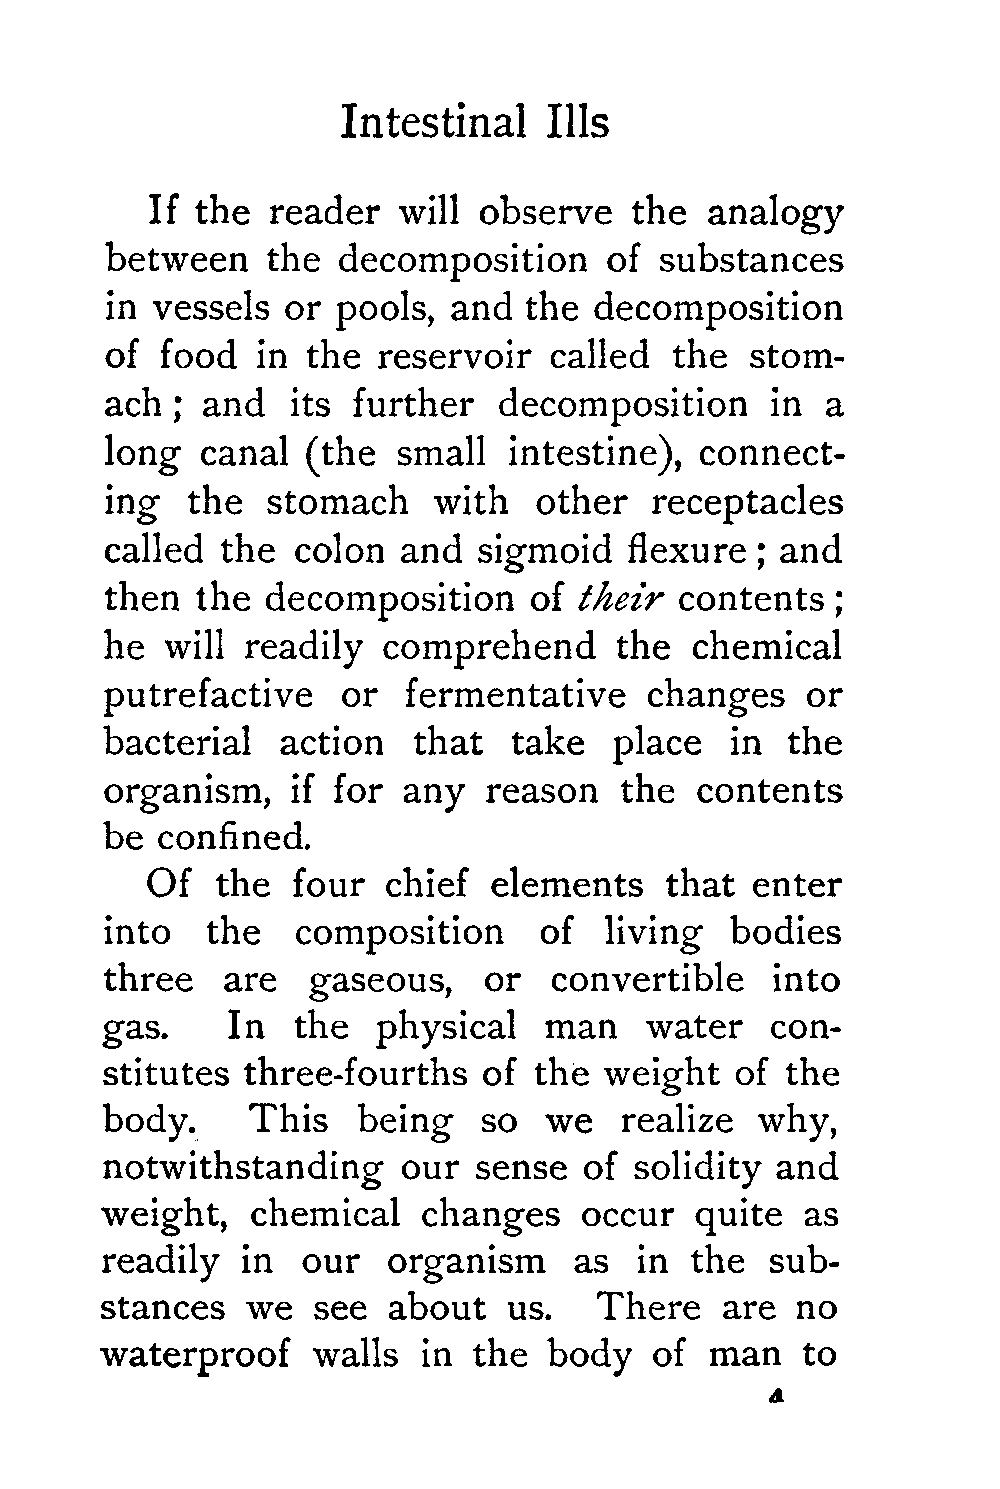 Intestinal Ills
If the reader will observe the analogy
between the decomposition of substances
in vessels or pools, and the decomposition
of food in the reservoir called the stom-
ach ; and its further decomposition in a
long canal (the small intestine), connect-
ing the stomach with other receptacles
called the colon and sigmoid flexure ; and
then the decomposition of their contents ;
he will readily comprehend the chemical
putrefactive or fermentative changes or
bacterial action that take place in the
organism, if for any reason the contents
be confined.
Of the four chief elements that enter
into the composition of living bodies
three are gaseous, or convertible into
gas. In the physical man water con-
stitutes three-fourths of the weight of the
body. This being so we realize why,
notwithstanding our sense of solidity and
weight, chemical changes occur quite as
readily in our organism as in the sub-
stances we see about us. There are no
waterproof walls in the body of man to